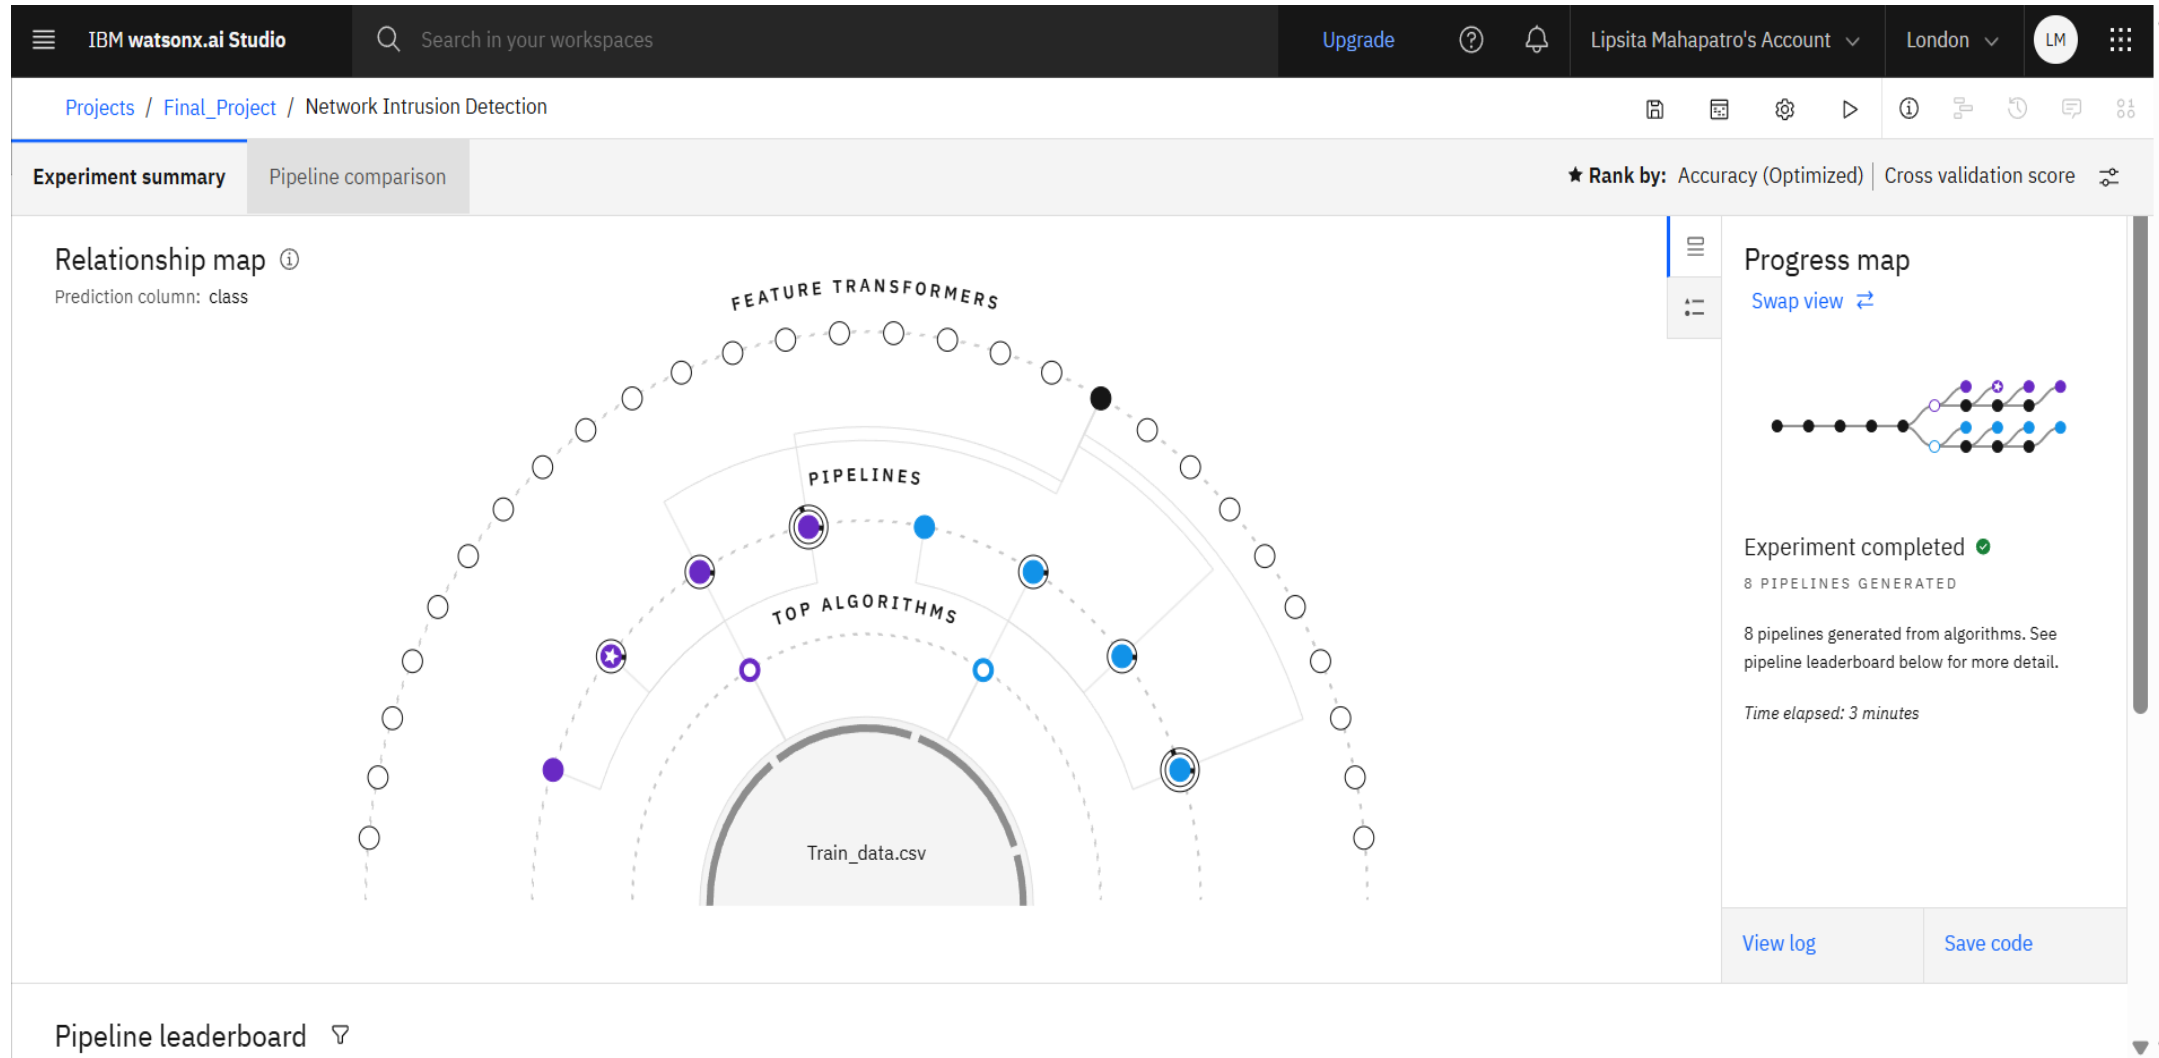 IBM watsonx.ai Studio
Search in your workspaces
Upgrade
Lipsita Mahapatro's Account
London
LM
Projects / Final_Project / Network Intrusion Detection
Experiment summary
Pipeline comparison
Rank by: Accuracy (Optimized) | Cross validation score
Relationship map
Prediction column: class
FEATURE TRANSFORMERS
PIPELINES
TOP ALGORITHMS
Train_data.csv
Progress map
Swap view
Experiment completed
8 PIPELINES GENERATED
8 pipelines generated from algorithms. See
pipeline leaderboard below for more detail.
Time elapsed: 3 minutes
View log
Save code
Pipeline leaderboard